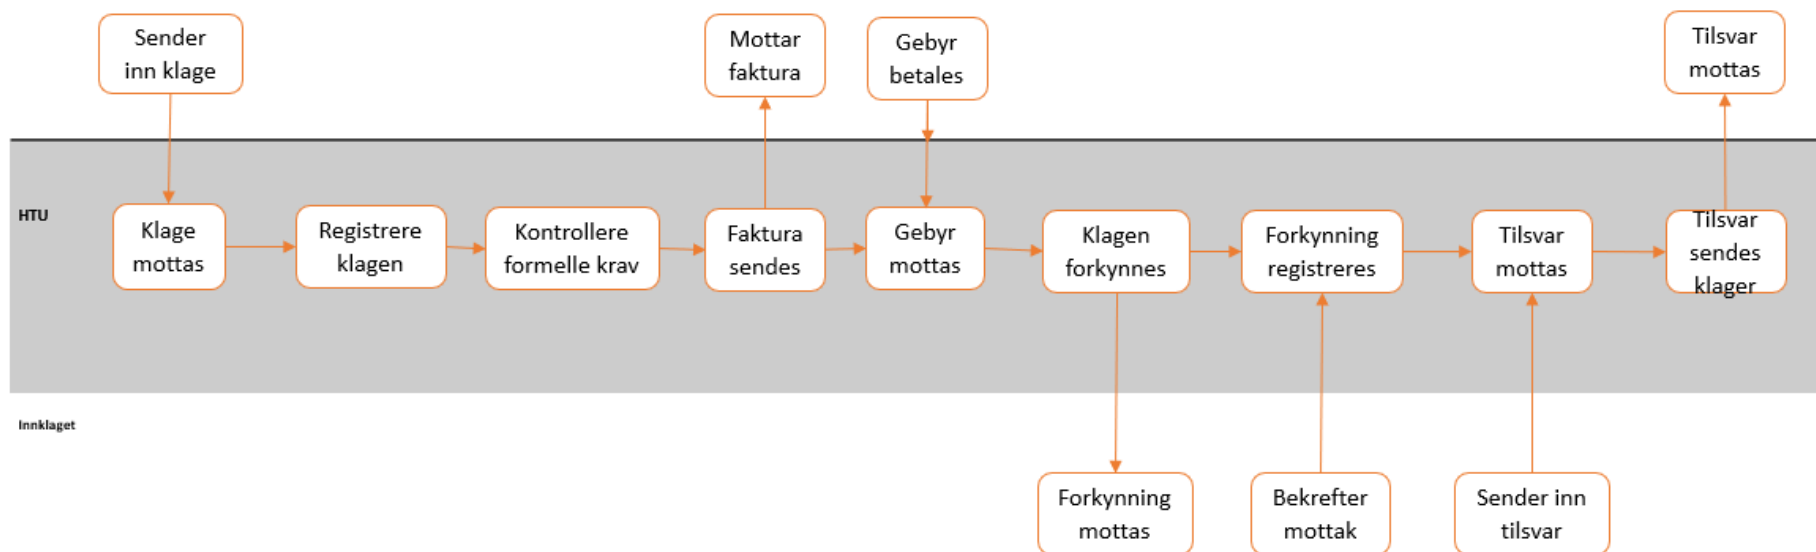 Sender
inn klage
Mottar
faktura
Gebyr
betales
Tilsvar
mottas
HTU
Klage
mottas
Registrere
klagen
Kontrollere
formelle krav
Faktura
sendes
Gebyr
mottas
Klagen
forkynnes
Forkynning
registreres
Tilsvar
mottas
Tilsvar
sendes
klager
Innklaget
Forkynning
mottas
Bekrefter
mottak
Sender inn
tilsvar